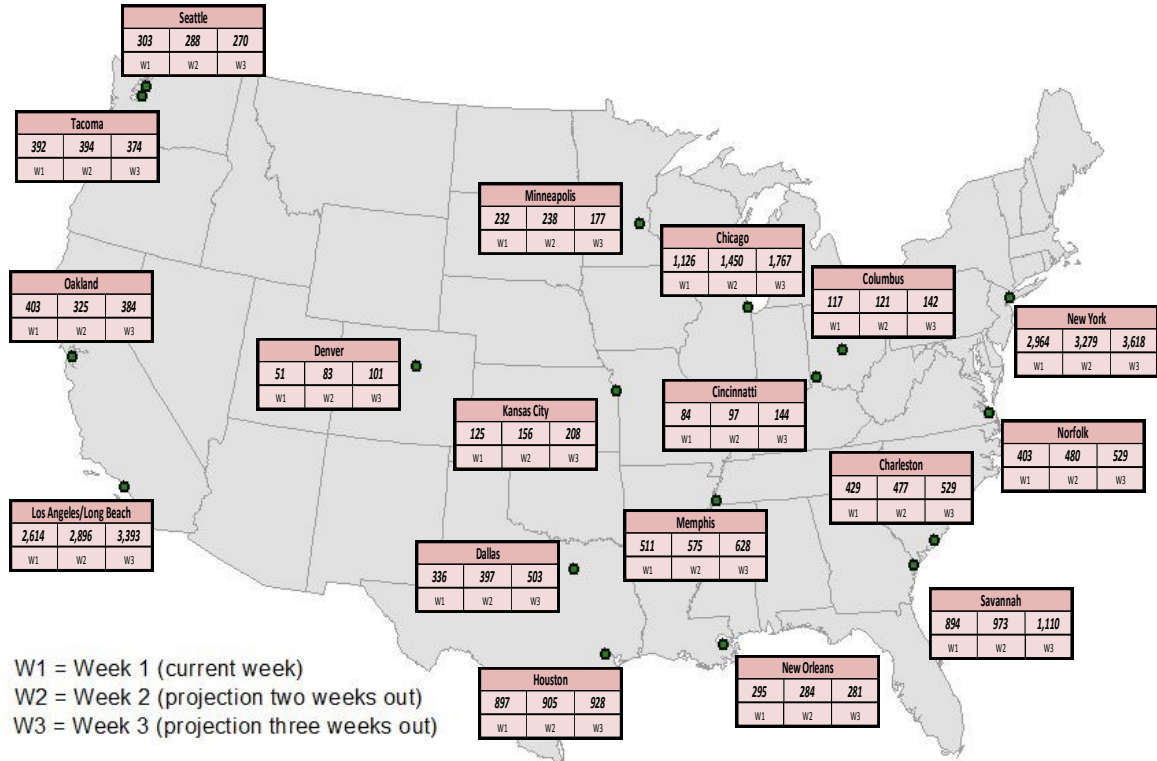 Seattle
303 288 270
W1 W2 W3
Tacoma
392 394 374
W1 W2 W3
Minneapolis
232 238 177
W1 W2 W3
Chicago
1,126 1,450 1,767
W1 W2 W3
Oakland
403 325 384
W1 W2 W3
Columbus
117 121 142
W1 W2 W3
New York
2,964 3,279 3,618
W1 W2 W3
Denver
51 83 101
W1 W2 W3
Cincinnatti
84 97 144
W1 W2 W3
Kansas City
125 156 208
W1 W2 W3
Norfolk
403 480 529
W1 W2 W3
Charleston
429 477 529
W1 W2 W3
Los Angeles/Long Beach
2,614 2,896 3,393
W1 W2 W3
Memphis
511 575 628
W1 W2 W3
Dallas
336 397 503
W1 W2 W3
Savannah
894 973 1,110
W1 W2 W3
New Orleans
295 284 281
W1 W2 W3
Houston
897 905 928
W1 W2 W3
W1 = Week 1 (current week)
W2 = Week 2 (projection two weeks out)
W3 = Week 3 (projection three weeks out)